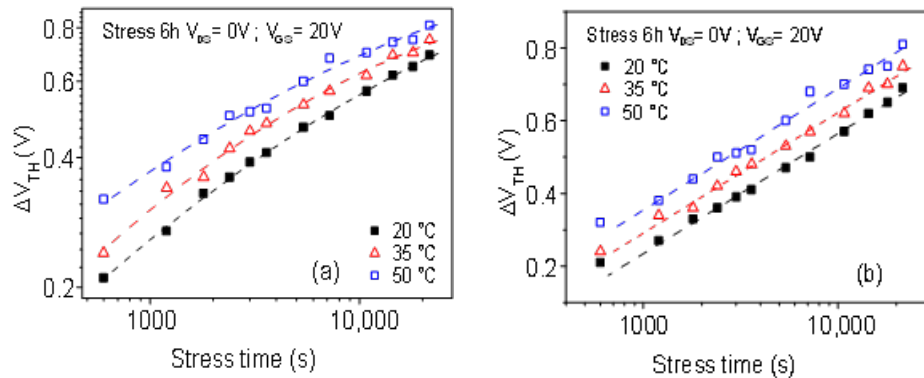 Stress 6h V_DS = 0V ; V_GS = 20V
0.8
0.6
0.4
0.2
ΔV_TH (V)
20 °C
35 °C
50 °C
(a)
1000
10,000
Stress time (s)
Stress 6h V_DS = 0V ; V_GS = 20V
20 °C
35 °C
50 °C
0.8
0.6
0.4
0.2
ΔV_TH (V)
(b)
1000
10,000
Stress time (s)